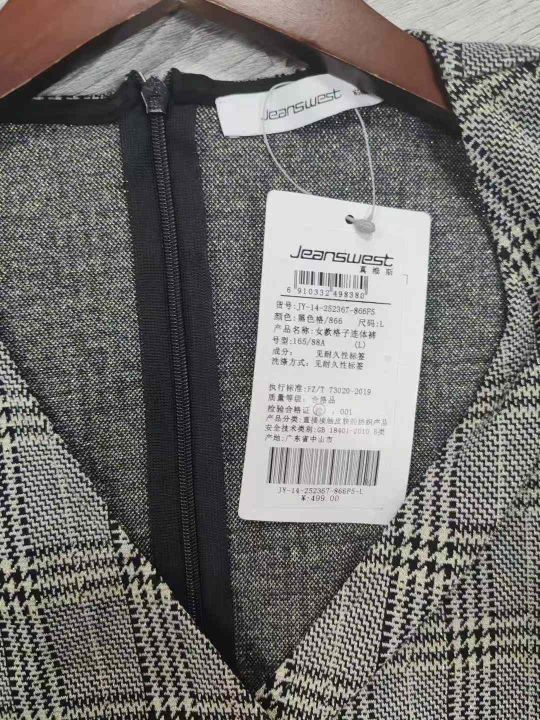 Jeanswest
Jeanswest
真维斯
6 910332 498380
货号:JY-14-252367-866P5
颜色:黑色格/866 尺码:L
产品名称:女款格子连体裤
号型:165/88A (L)
成分: 见耐久性标签
洗涤方式:见耐久性标签
执行标准:FZ/T 73020-2019
质量等级:合格品
检验合格证 :001
产品分类:直接接触皮肤的纺织产品
安全技术类别:GB 18401-2010 B类
产地:广东省中山市
JY-14-252367-866P5-L
¥:499.00